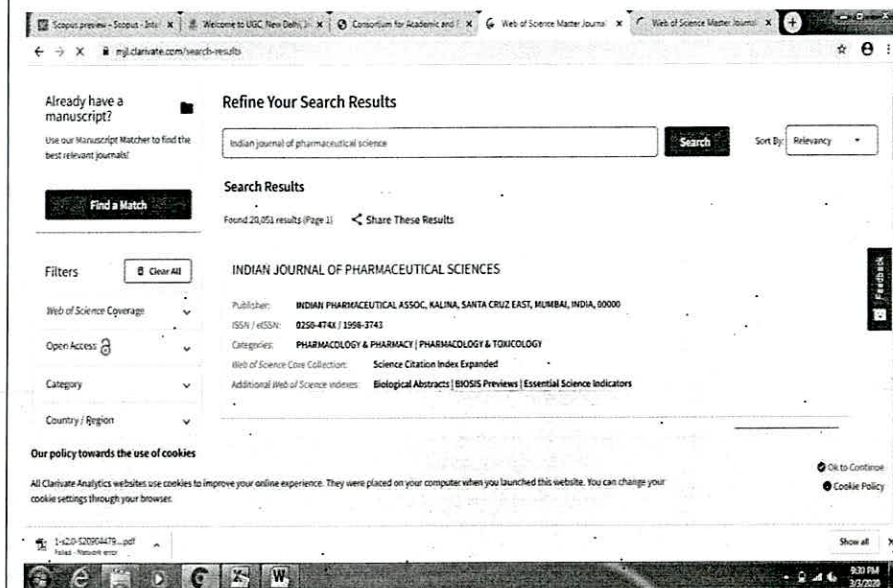 Scopus preview - Scopus -
Welcome to UGC, New Delhi,
Consortium for Academic and
Web of Science Master Journal
Web of Science Master Journal
mjl.clarivate.com/search-results
Already have a
manuscript?
Use our Manuscript Matcher to find the
best relevant journals!
Find a Match
Filters
Clear All
Web of Science Coverage
Open Access
Category
Country / Region
Refine Your Search Results
Indian journal of pharmaceutical science
Search
Sort By:
Relevancy
Search Results
Found 20,051 results (Page 1)
Share These Results
INDIAN JOURNAL OF PHARMACEUTICAL SCIENCES
Publisher: INDIAN PHARMACEUTICAL ASSOC, KALINA, SANTA CRUZ EAST, MUMBAI, INDIA, 00000
ISSN / eISSN: 0250-474X / 1998-3743
Categories: PHARMACOLOGY & PHARMACY | PHARMACOLOGY & TOXICOLOGY
Web of Science Core Collection: Science Citation Index Expanded
Additional Web of Science Indexes: Biological Abstracts | BIOSIS Previews | Essential Science Indicators
Feedback
Our policy towards the use of cookies
All Clarivate Analytics websites use cookies to improve your online experience. They were placed on your computer when you launched this website. You can change your
cookie settings through your browser.
Ok to Continue
Cookie Policy
1-s2.0-S20904479....pdf
Failed - Network error
Show all
9:30 PM
3/3/2020